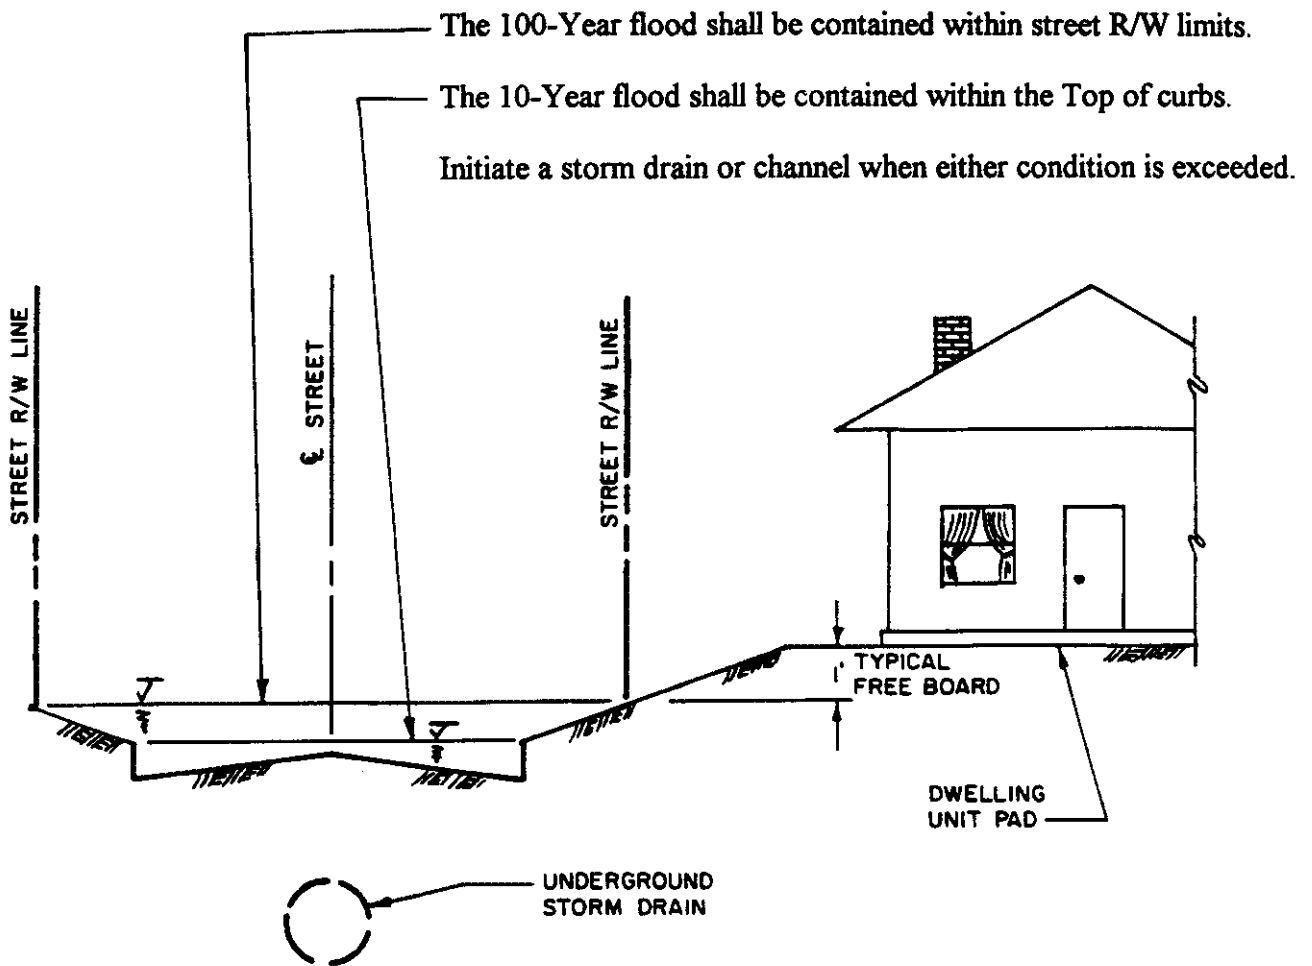 The 100-Year flood shall be contained within street R/W limits.
The 10-Year flood shall be contained within the Top of curbs.
Initiate a storm drain or channel when either condition is exceeded.
STREET R/W LINE
℄ STREET
STREET R/W LINE
1' TYPICAL
FREE BOARD
DWELLING
UNIT PAD
UNDERGROUND
STORM DRAIN